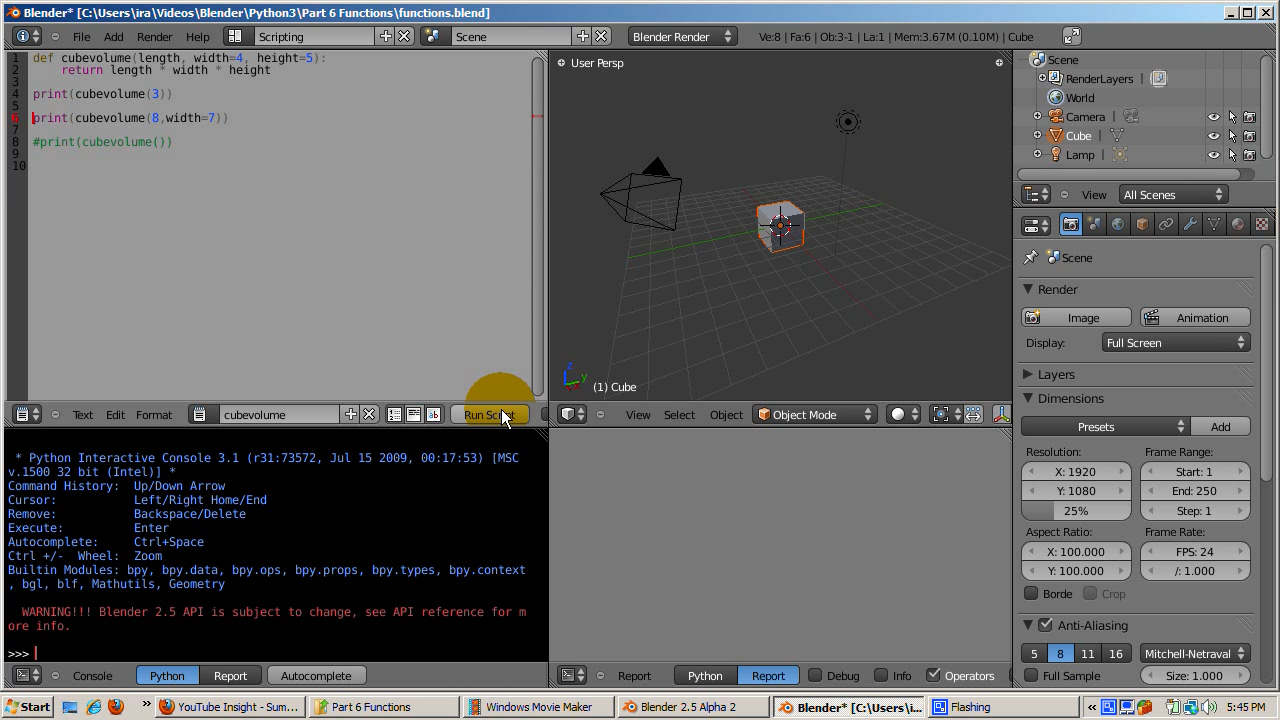 Blender* [C:\Users\ira\Videos\Blender\Python3\Part 6 Functions\functions.blend]
File Add Render Help Scripting Scene Blender Render Ve:8 | Fa:6 | Ob:3-1 | La:1 | Mem:3.67M (0.10M) | Cube
1 def cubevolume(length, width=4, height=5):
2 return length * width * height
3
4 print(cubevolume(3))
5
6 print(cubevolume(8,width=7))
7
8 #print(cubevolume())
9
10
Text Edit Format cubevolume Run Script
User Persp
z
y
(1) Cube
View Select Object Object Mode
* Python Interactive Console 3.1 (r31:73572, Jul 15 2009, 00:17:53) [MSC
v.1500 32 bit (Intel)] *
Command History: Up/Down Arrow
Cursor: Left/Right Home/End
Remove: Backspace/Delete
Execute: Enter
Autocomplete: Ctrl+Space
Ctrl +/- Wheel: Zoom
Builtin Modules: bpy, bpy.data, bpy.ops, bpy.props, bpy.types, bpy.context
, bgl, blf, Mathutils, Geometry
WARNING!!! Blender 2.5 API is subject to change, see API reference for m
ore info.
>>>
Console Python Report Autocomplete
Report Python Report Debug Info Operators
Scene
RenderLayers |
World
Camera |
Cube |
Lamp |
View All Scenes
Scene
Render
Image Animation
Display: Full Screen
Layers
Dimensions
Presets Add
Resolution: Frame Range:
X: 1920 Start: 1
Y: 1080 End: 250
25% Step: 1
Aspect Ratio: Frame Rate:
X: 100.000 FPS: 24
Y: 100.000 /: 1.000
Borde Crop
Anti-Aliasing
5 8 11 16 Mitchell-Netraval
Full Sample Size: 1.000
Start » YouTube Insight - Sum... Part 6 Functions Windows Movie Maker Blender 2.5 Alpha 2 Blender* [C:\Users\i... Flashing « 5:45 PM